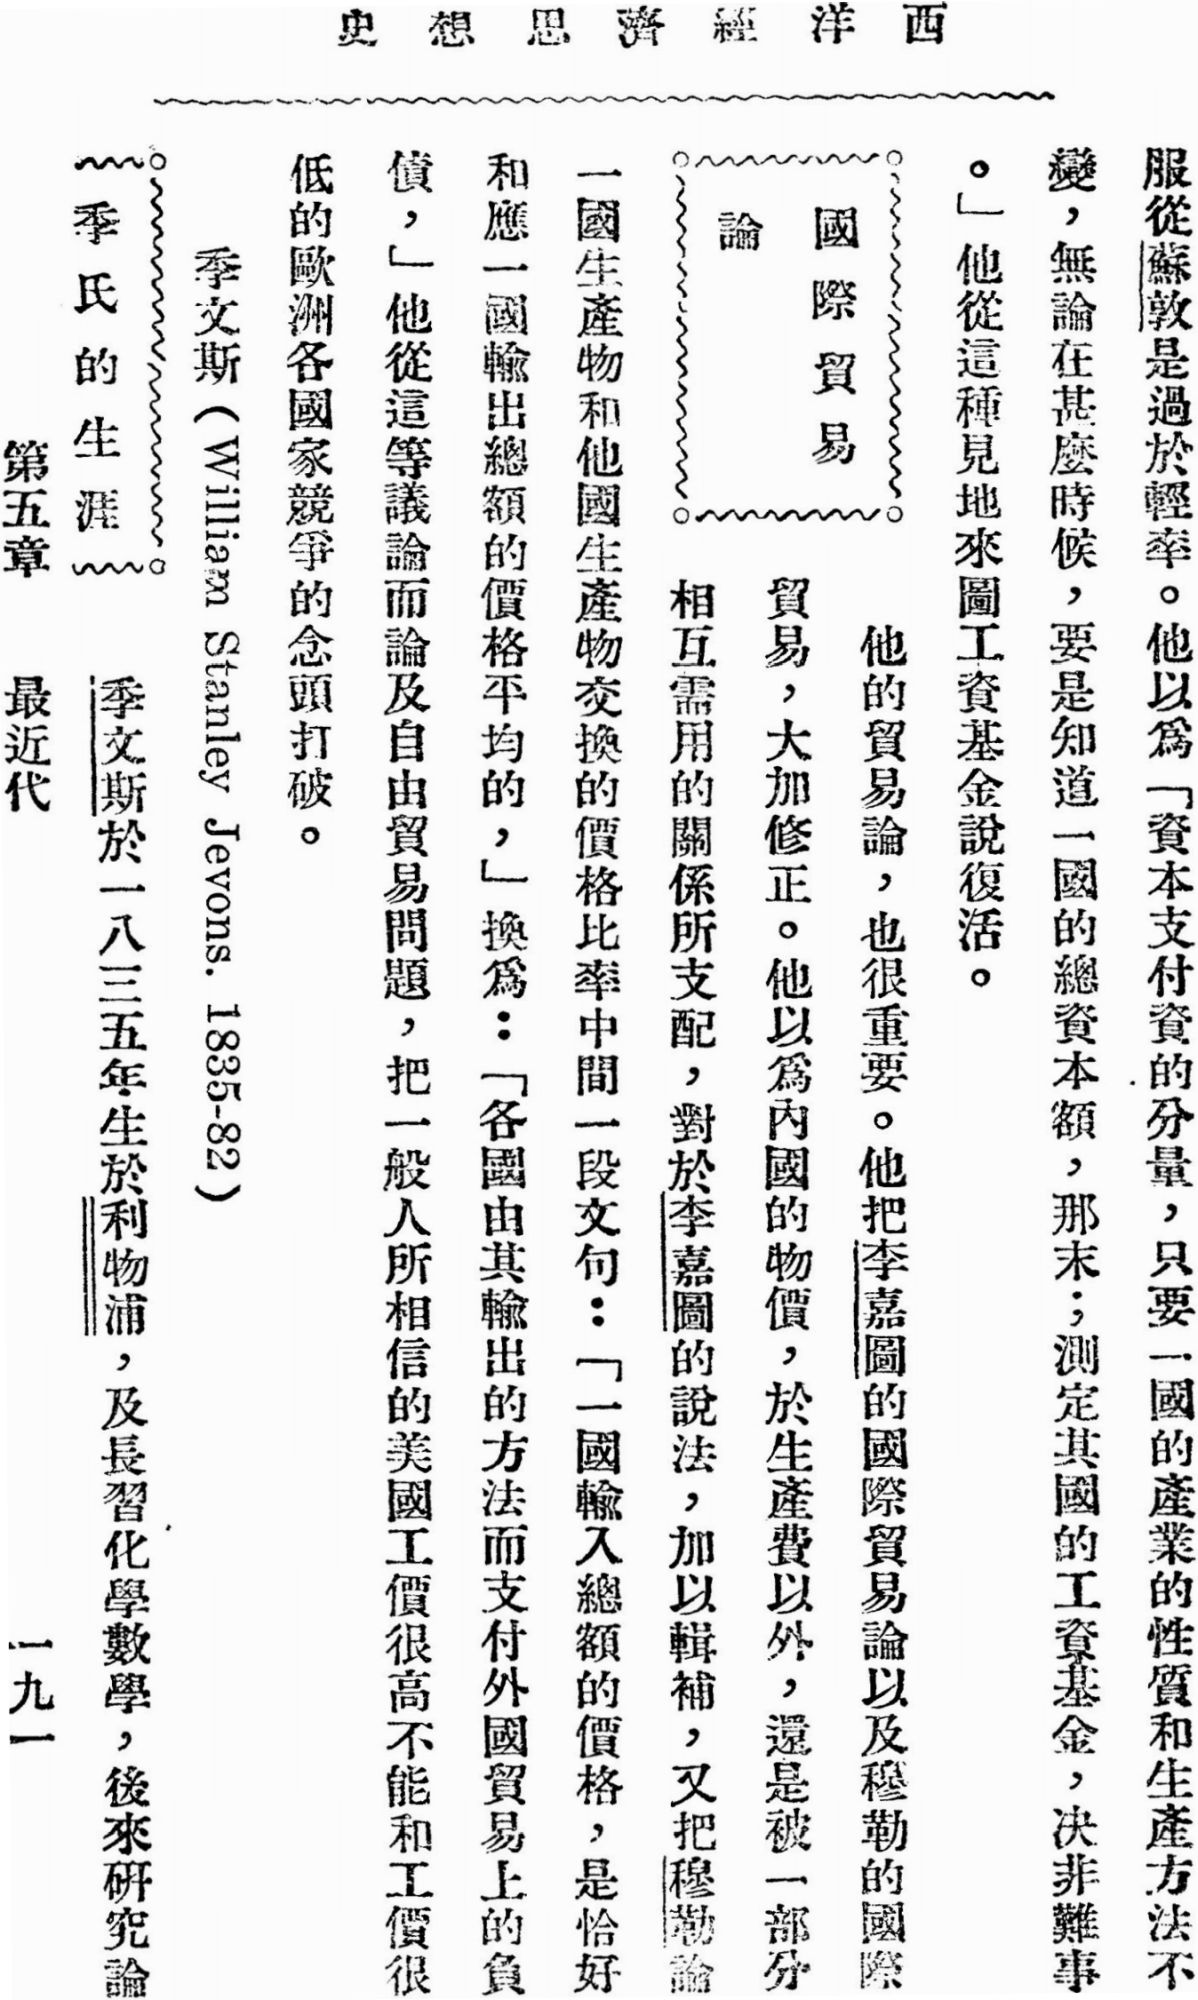 西洋經濟思想史
服從蘇敦是過於輕率。他以爲「資本支付資的分量，只要一國的產業的性質和生產方法不
變，無論在甚麼時候，要是知道一國的總資本額，那末；測定其國的工資基金，决非難事
。」他從這種見地來圖工資基金說復活。
國際貿易
論
他的貿易論，也很重要。他把李嘉圖的國際貿易論以及穆勒的國際
貿易，大加修正。他以爲內國的物價，於生產費以外，還是被一部分
相互需用的關係所支配，對於李嘉圖的說法，加以輯補，又把穆勒論
一國生產物和他國生產物交換的價格比率中間一段文句：「一國輸入總額的價格，是恰好
和應一國輸出總額的價格平均的，」換爲：「各國由其輸出的方法而支付外國貿易上的負
債，」他從這等議論而論及自由貿易問題，把一般人所相信的美國工價很高不能和工價很
低的歐洲各國家競爭的念頭打破。
季文斯（William Stanley Jevons. 1835-82）
季氏的生涯
季文斯於一八三五年生於利物浦，及長習化學數學，後來硏究論
第五章　最近代　一九一